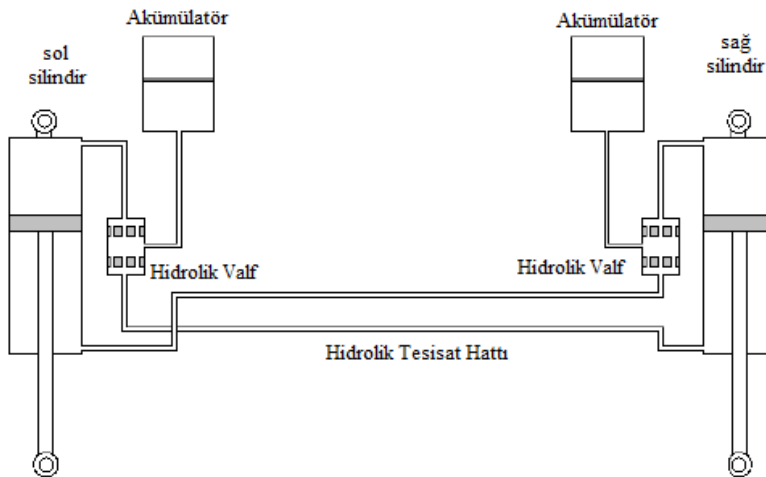 Akümülatör
Akümülatör
sol
silindir
sağ
silindir
Hidrolik Valf
Hidrolik Valf
Hidrolik Tesisat Hattı